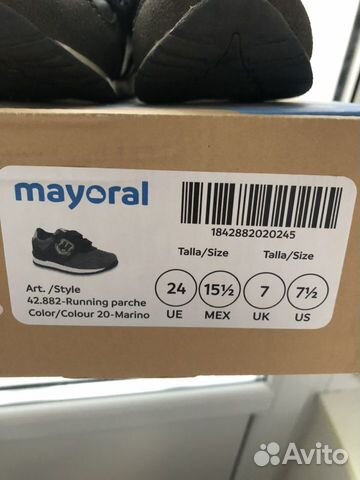 mayoral
1842882020245
Talla/Size Talla/Size
24 15½ 7 7½
UE MEX UK US
Art. /Style
42.882-Running parche
Color/Colour 20-Marino
Avito